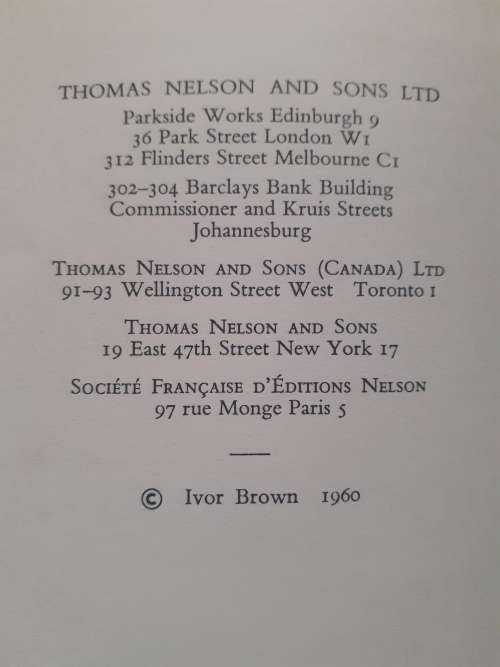 THOMAS NELSON AND SONS LTD
Parkside Works Edinburgh 9
36 Park Street London W1
312 Flinders Street Melbourne C1
302–304 Barclays Bank Building
Commissioner and Kruis Streets
Johannesburg
THOMAS NELSON AND SONS (CANADA) LTD
91–93 Wellington Street West Toronto 1
THOMAS NELSON AND SONS
19 East 47th Street New York 17
SOCIÉTÉ FRANÇAISE D'ÉDITIONS NELSON
97 rue Monge Paris 5
© Ivor Brown 1960